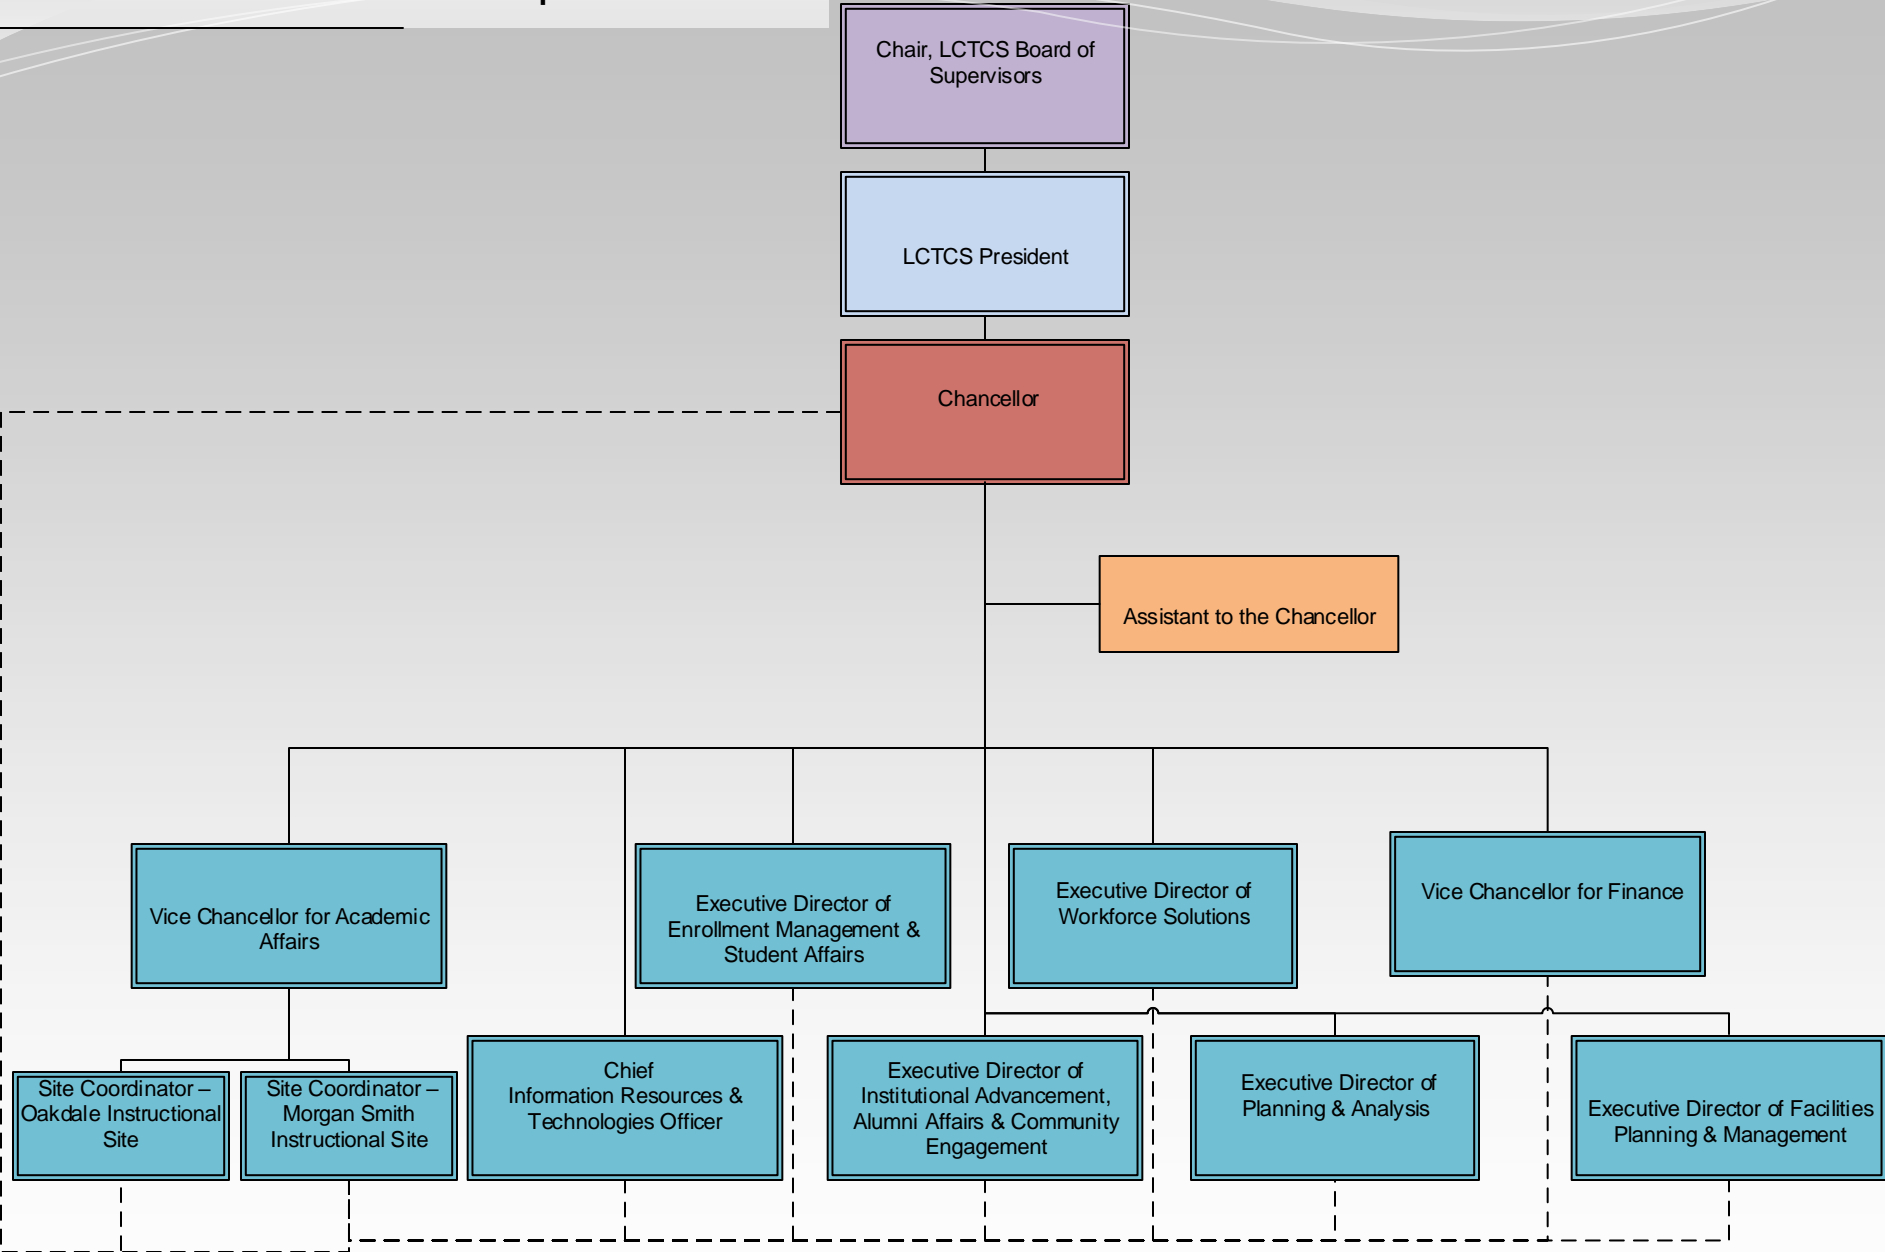 Chair, LCTCS Board of
Supervisors
LCTCS President
Chancellor
Assistant to the Chancellor
Vice Chancellor for Academic
Affairs
Executive Director of
Enrollment Management &
Student Affairs
Executive Director of
Workforce Solutions
Vice Chancellor for Finance
Site Coordinator –
Oakdale Instructional
Site
Site Coordinator –
Morgan Smith
Instructional Site
Chief
Information Resources &
Technologies Officer
Executive Director of
Institutional Advancement,
Alumni Affairs & Community
Engagement
Executive Director of
Planning & Analysis
Executive Director of Facilities
Planning & Management